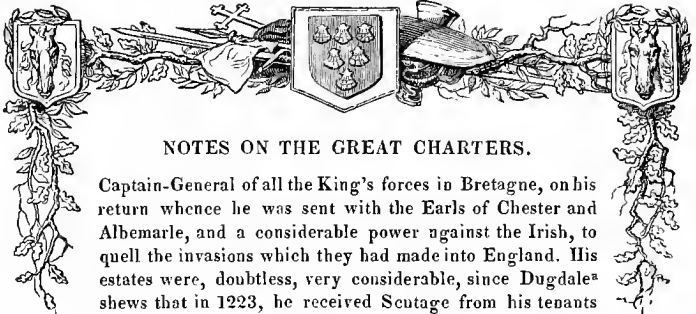 NOTES ON THE GREAT CHARTERS.
Captain-General of all the King's forces in Bretagne, on his
return whence he was sent with the Earls of Chester and
Albemarle, and a considerable power against the Irish, to
quell the invasions which they had made into England. His
estates were, doubtless, very considerable, since Dugdaleᵃ
shews that in 1223, he received Scutage from his tenants